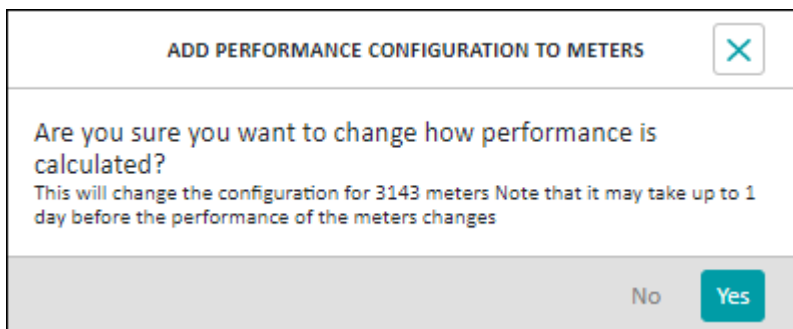 ADD PERFORMANCE CONFIGURATION TO METERS
Are you sure you want to change how performance is
calculated?
This will change the configuration for 3143 meters Note that it may take up to 1
day before the performance of the meters changes
No
Yes